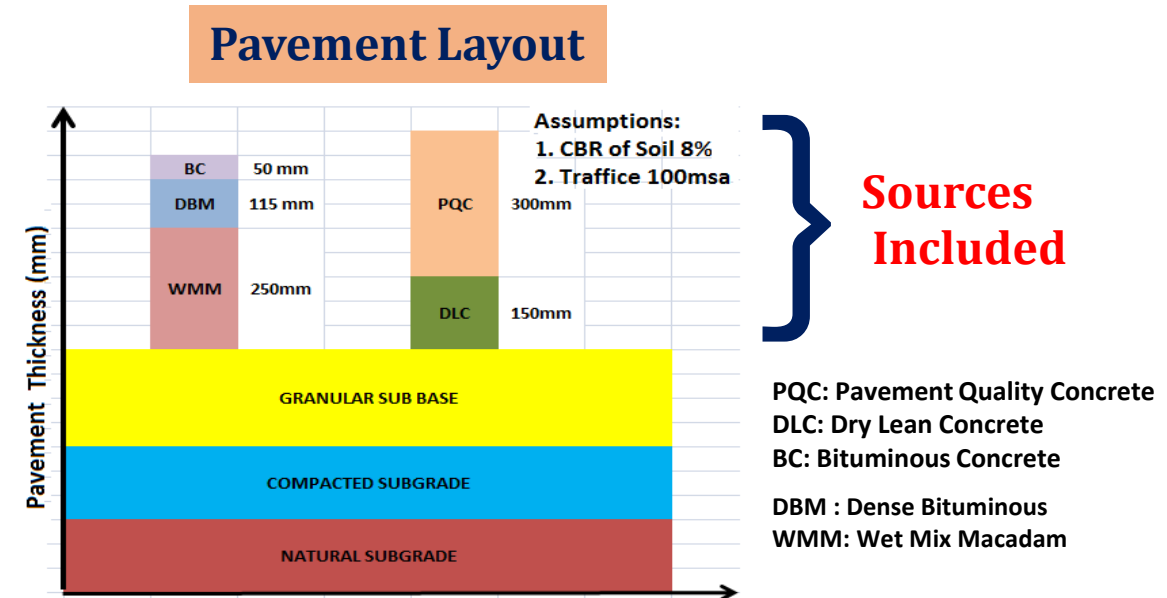 Pavement Layout
Assumptions:
1. CBR of Soil 8%
2. Traffice 100msa
BC 50 mm
DBM 115 mm
PQC 300mm
WMM 250mm
DLC 150mm
Pavement Thickness (mm)
GRANULAR SUB BASE
COMPACTED SUBGRADE
NATURAL SUBGRADE
Sources
Included
PQC: Pavement Quality Concrete
DLC: Dry Lean Concrete
BC: Bituminous Concrete
DBM : Dense Bituminous
WMM: Wet Mix Macadam